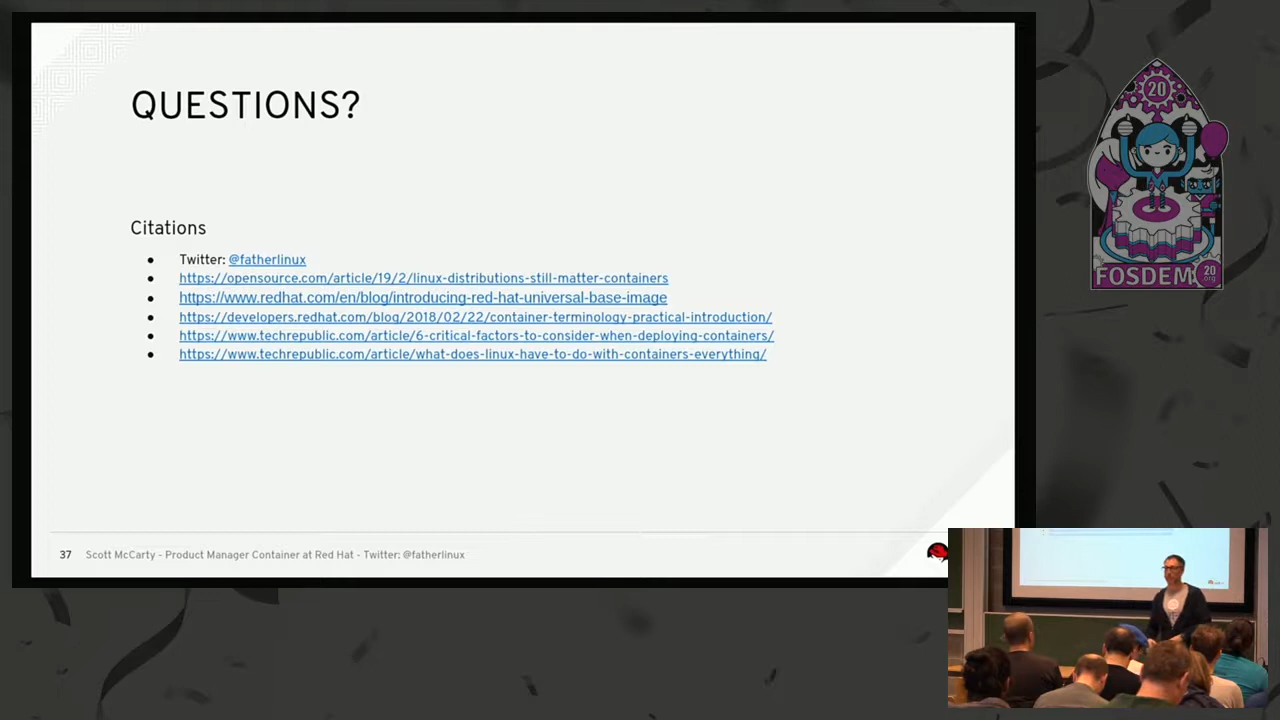 QUESTIONS?
Citations
● Twitter: @fatherlinux
● https://opensource.com/article/19/2/linux-distributions-still-matter-containers
● https://www.redhat.com/en/blog/introducing-red-hat-universal-base-image
● https://developers.redhat.com/blog/2018/02/22/container-terminology-practical-introduction/
● https://www.techrepublic.com/article/6-critical-factors-to-consider-when-deploying-containers/
● https://www.techrepublic.com/article/what-does-linux-have-to-do-with-containers-everything/
37 Scott McCarty - Product Manager Container at Red Hat - Twitter: @fatherlinux
20
FOSDEM 20
.org